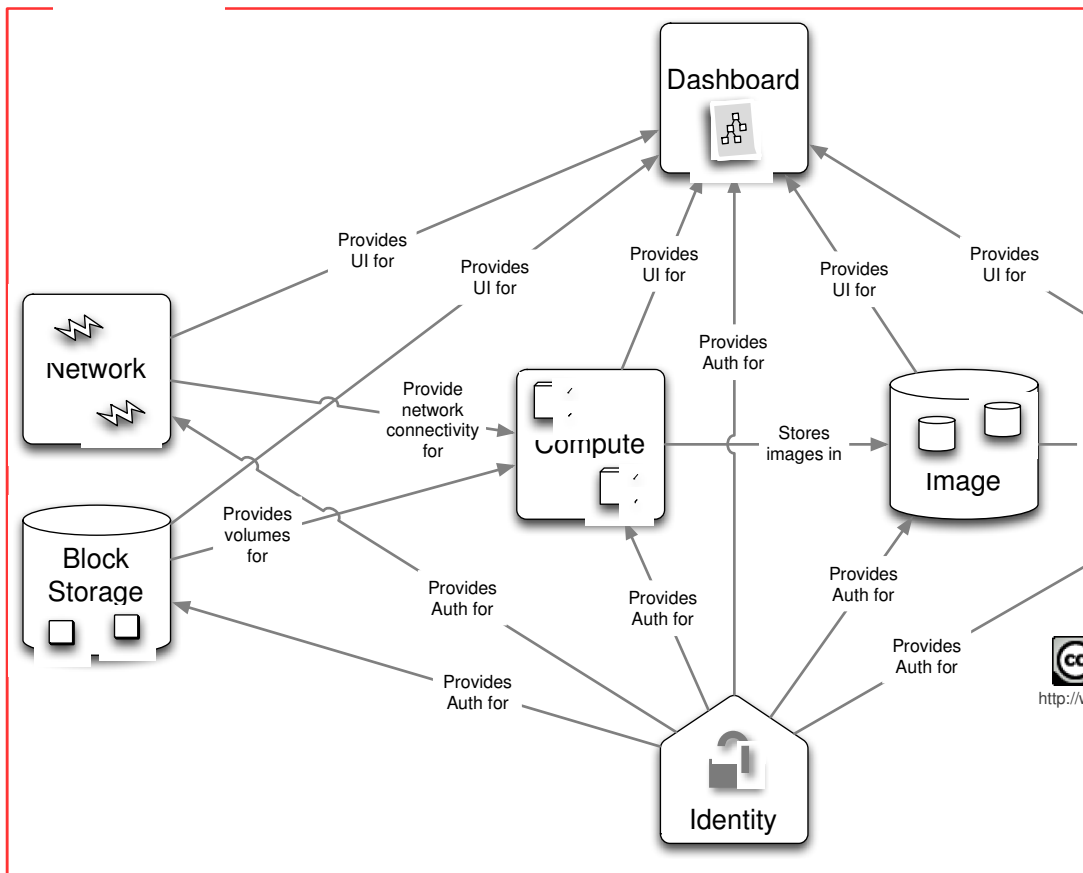 Dashboard
Provides
UI for
Provides
UI for
Provides
UI for
Provides
UI for
Provides
UI for
Network
Provides
Auth for
Provide
network
connectivity
for
Compute
Stores
images in
Image
Provides
volumes
for
Block
Storage
Provides
Auth for
Provides
Auth for
Provides
Auth for
Provides
Auth for
Provides
Auth for
Identity
cc
http://w